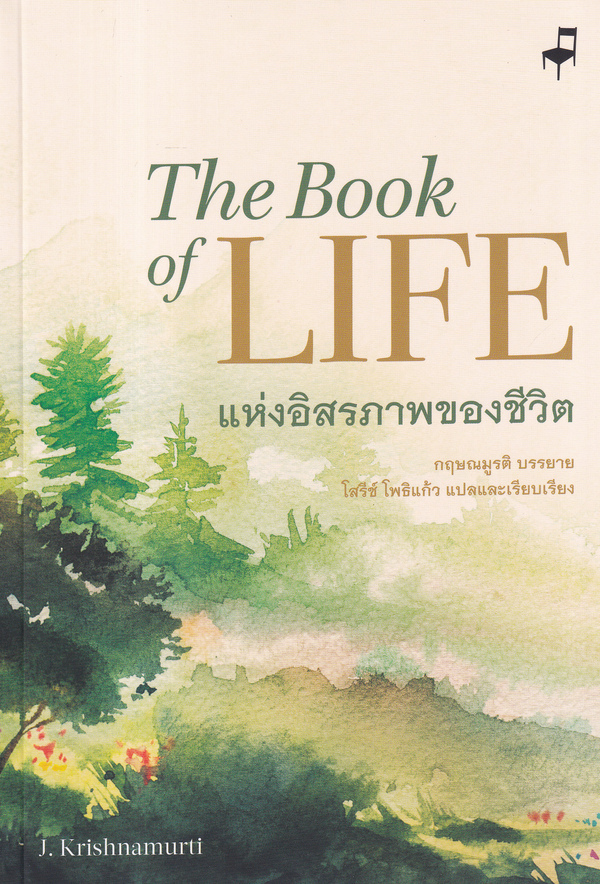 The Book
of LIFE
แห่งอิสรภาพของชีวิต
กฤษณมูรติ บรรยาย
โสรีช์ โพธิแก้ว แปลและเรียบเรียง
J. Krishnamurti